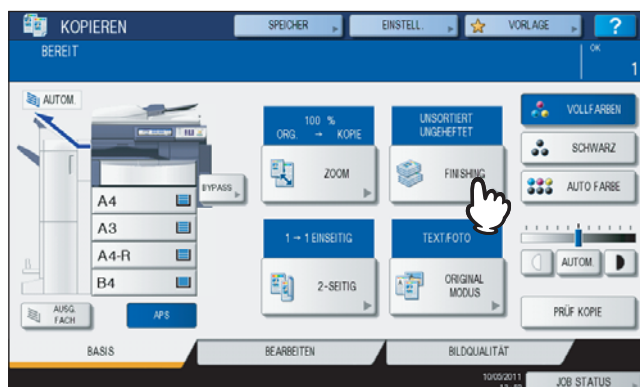 KOPIEREN
SPEICHER
EINSTELL.
VORLAGE
?
BEREIT
OK
1
AUTOM.
100 %
ORG. → KOPIE
ZOOM
UNSORTIERT
UNGEHEFTET
FINISHING
VOLLFARBEN
SCHWARZ
AUTO FARBE
BYPASS
A4
A3
A4-R
B4
1 → 1 EINSEITIG
2-SEITIG
TEXT/FOTO
ORIGINAL
MODUS
AUTOM.
AUSG.
FACH
APS
PRÜF KOPIE
BASIS
BEARBEITEN
BILDQUALITÄT
10/03/2011
JOB STATUS